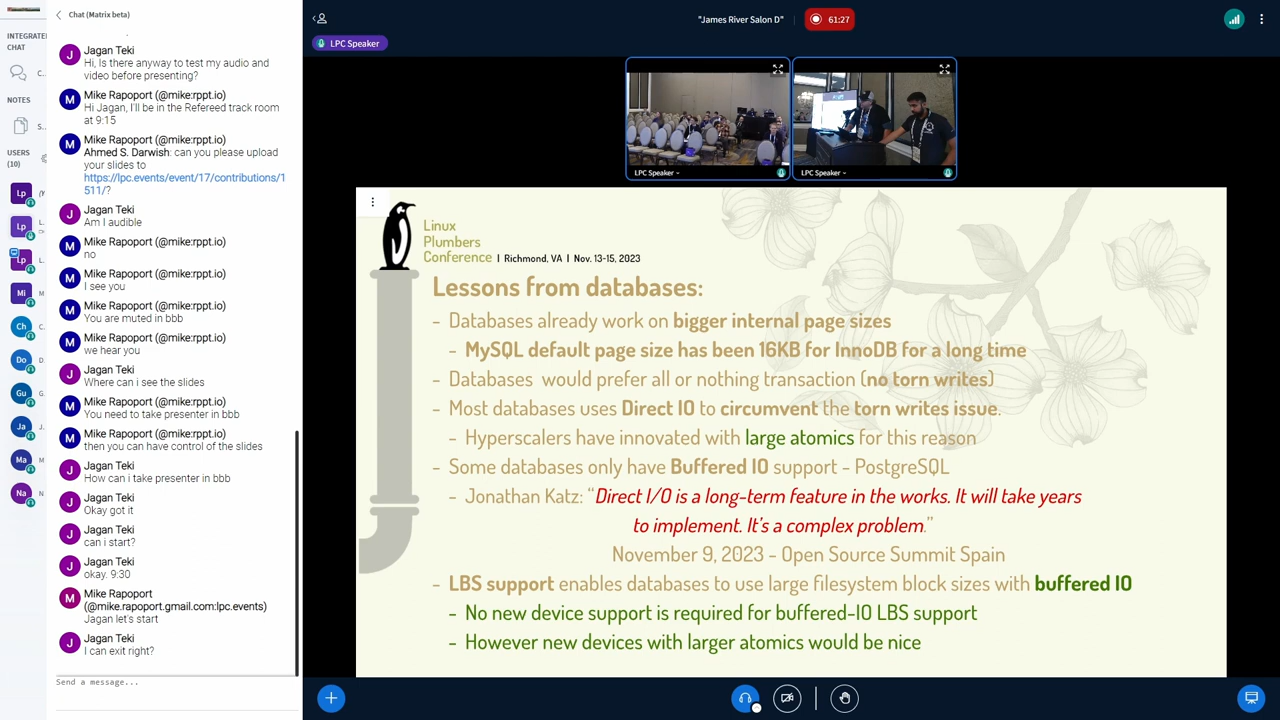 INTEGRATE
CHAT
C...
NOTES
S...
USERS
(10)
Lp
Lp
Lp
L...
Mi
M
Ch
C.
Do
D.
Gu
G.
Ja
J.
Ma
M
Na
N
Chat (Matrix beta)
J
Jagan Teki
Hi, Is there anyway to test my audio and
video before presenting?
M
Mike Rapoport (@mike:rppt.io)
Hi Jagan, I'll be in the Refereed track room
at 9:15
M
Mike Rapoport (@mike:rppt.io)
Ahmed S. Darwish: can you please upload
your slides to
https://lpc.events/event/17/contributions/1
511/?
J
Jagan Teki
Am I audible
M
Mike Rapoport (@mike:rppt.io)
no
M
Mike Rapoport (@mike:rppt.io)
I see you
M
Mike Rapoport (@mike:rppt.io)
You are muted in bbb
M
Mike Rapoport (@mike:rppt.io)
we hear you
J
Jagan Teki
Where can i see the slides
M
Mike Rapoport (@mike:rppt.io)
You need to take presenter in bbb
M
Mike Rapoport (@mike:rppt.io)
then you can have control of the slides
J
Jagan Teki
How can i take presenter in bbb
J
Jagan Teki
Okay got it
J
Jagan Teki
can i start?
J
Jagan Teki
okay. 9:30
M
Mike Rapoport
(@mike.rapoport.gmail.com:lpc.events)
Jagan let's start
J
Jagan Teki
I can exit right?
Send a message...
"James River Salon D"
61:27
LPC Speaker
LPC Speaker
LPC Speaker
Linux
Plumbers
Conference | Richmond, VA | Nov. 13-15, 2023
Lessons from databases:
- Databases already work on bigger internal page sizes
- MySQL default page size has been 16KB for InnoDB for a long time
- Databases would prefer all or nothing transaction (no torn writes)
- Most databases uses Direct IO to circumvent the torn writes issue.
- Hyperscalers have innovated with large atomics for this reason
- Some databases only have Buffered IO support - PostgreSQL
- Jonathan Katz: “Direct I/O is a long-term feature in the works. It will take years
to implement. It’s a complex problem.”
November 9, 2023 - Open Source Summit Spain
- LBS support enables databases to use large filesystem block sizes with buffered IO
- No new device support is required for buffered-IO LBS support
- However new devices with larger atomics would be nice